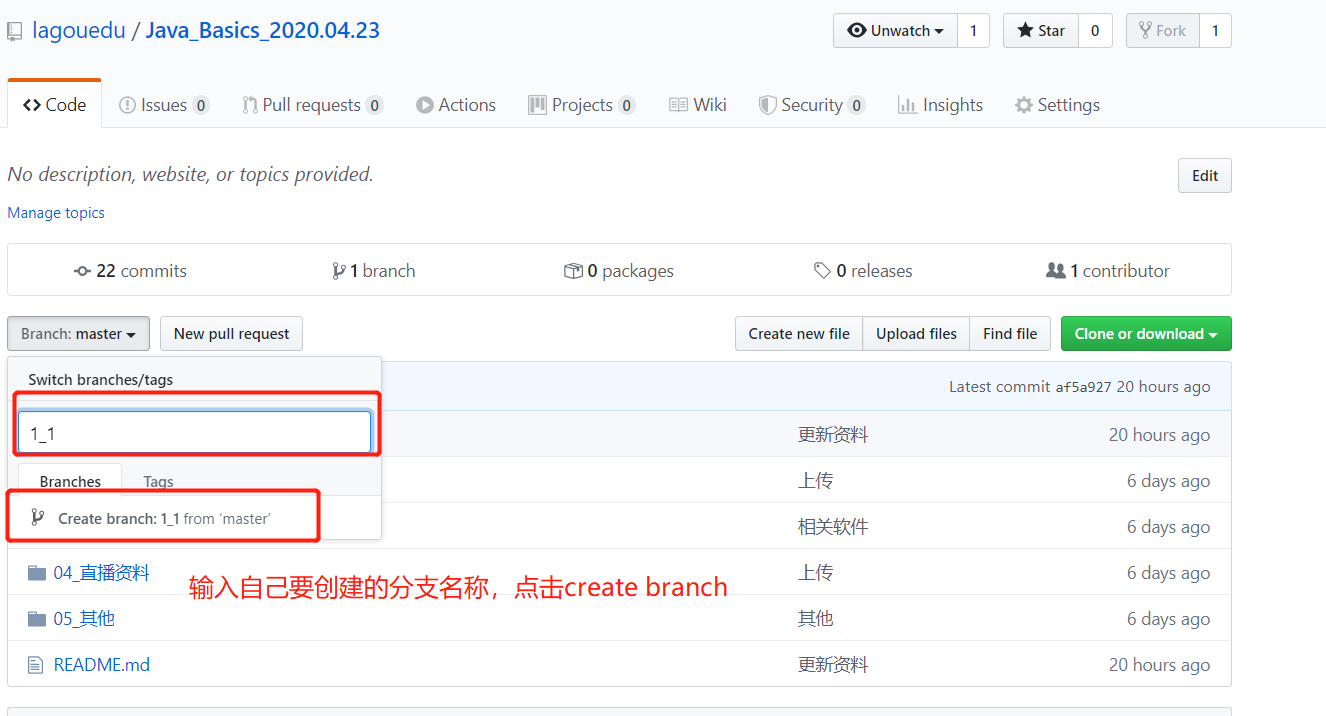 lagouedu / Java_Basics_2020.04.23
Unwatch 1 Star 0 Fork 1
Code Issues 0 Pull requests 0 Actions Projects 0 Wiki Security 0 Insights Settings
No description, website, or topics provided.
Edit
Manage topics
22 commits 1 branch 0 packages 0 releases 1 contributor
Branch: master New pull request Create new file Upload files Find file Clone or download
Switch branches/tags
Latest commit af5a927 20 hours ago
1_1
更新资料 20 hours ago
Branches Tags
上传 6 days ago
Create branch: 1_1 from ‘master’
相关软件 6 days ago
04_直播资料 上传 6 days ago
输入自己要创建的分支名称，点击create branch
05_其他 其他 6 days ago
README.md 更新资料 20 hours ago